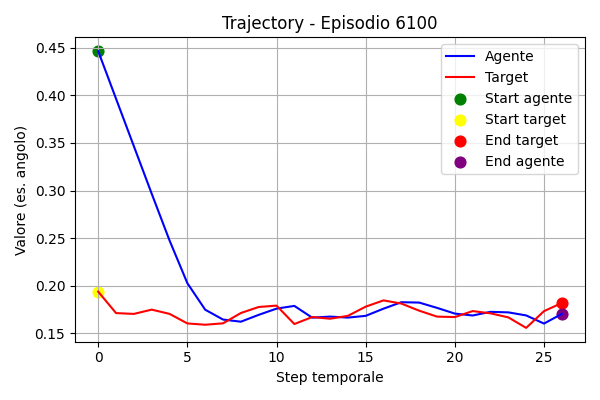 Trajectory - Episodio 6100
Valore (es. angolo)
0.45
0.40
0.35
0.30
0.25
0.20
0.15
Agente
Target
Start agente
Start target
End target
End agente
0 5 10 15 20 25
Step temporale